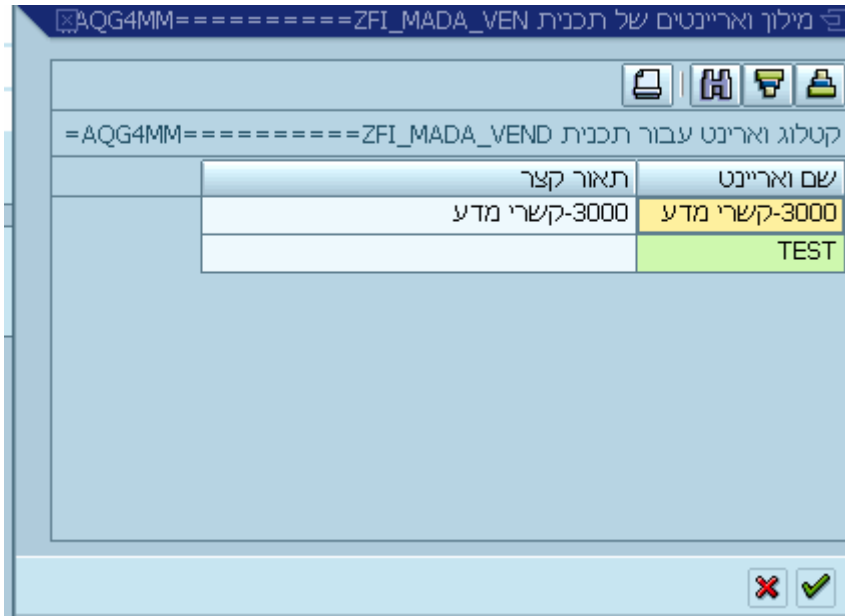 מילון ואריינטים של תכנית AQG4MM==========ZFI_MADA_VEN
קטלוג וארינט עבור תכנית AQG4MM==========ZFI_MADA_VEND=
שם ואריינט תאור קצר
3000-קשרי מדע 3000-קשרי מדע
TEST